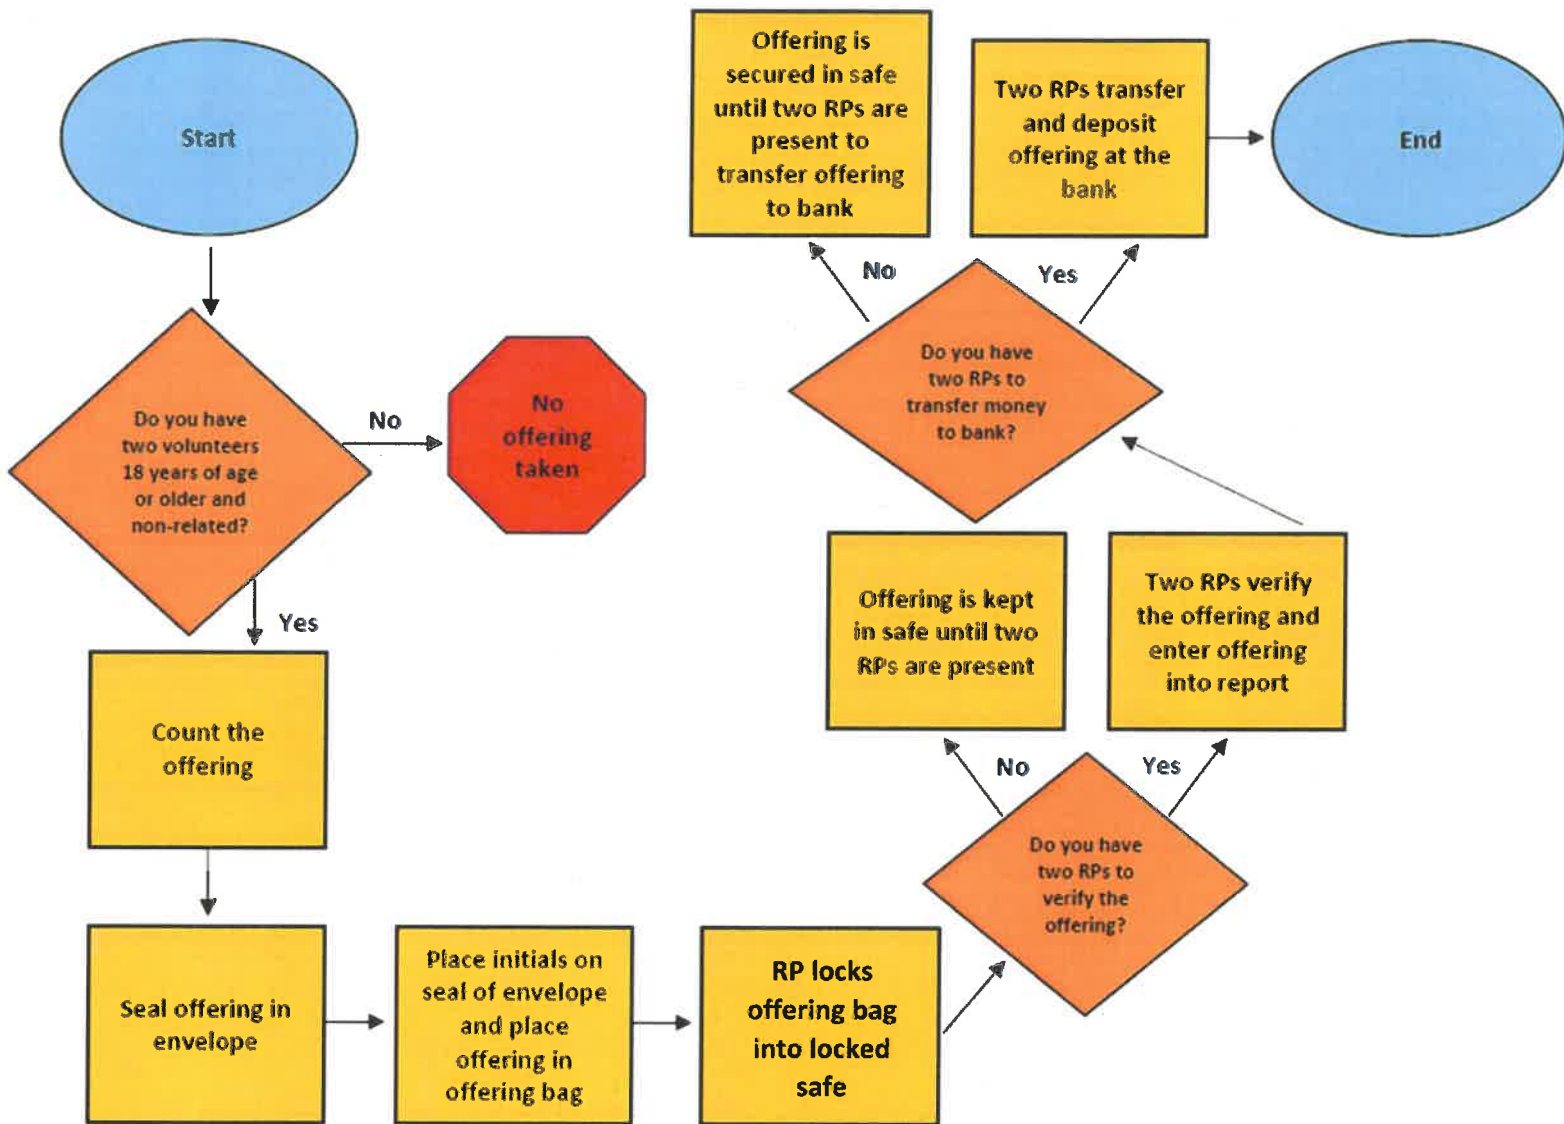 Start
Do you have
two volunteers
18 years of age
or older and
non-related?
No
No
offering
taken
Yes
Count the
offering
Seal offering in
envelope
Place initials on
seal of envelope
and place
offering in
offering bag
RP locks
offering bag
into locked
safe
Do you have
two RPs to
verify the
offering?
No
Yes
Offering is kept
in safe until two
RPs are present
Two RPs verify
the offering and
enter offering
into report
Do you have
two RPs to
transfer money
to bank?
No
Yes
Offering is
secured in safe
until two RPs are
present to
transfer offering
to bank
Two RPs transfer
and deposit
offering at the
bank
End